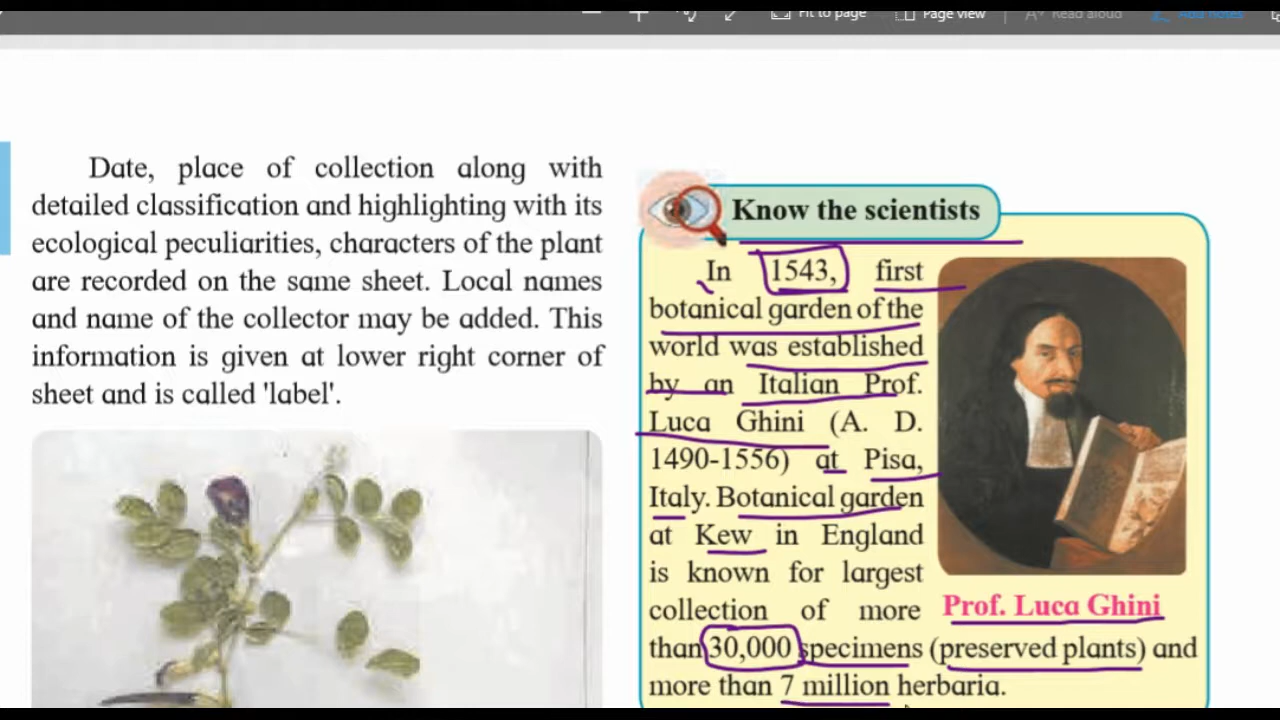 Fit to page
Page view
Read aloud
Add notes
Date, place of collection along with
detailed classification and highlighting with its
ecological peculiarities, characters of the plant
are recorded on the same sheet. Local names
and name of the collector may be added. This
information is given at lower right corner of
sheet and is called 'label'.
Know the scientists
In 1543, first
botanical garden of the
world was established
by an Italian Prof.
Luca Ghini (A. D.
1490-1556) at Pisa,
Italy. Botanical garden
at Kew in England
is known for largest
collection of more
than 30,000 specimens (preserved plants) and
more than 7 million herbaria.
Prof. Luca Ghini